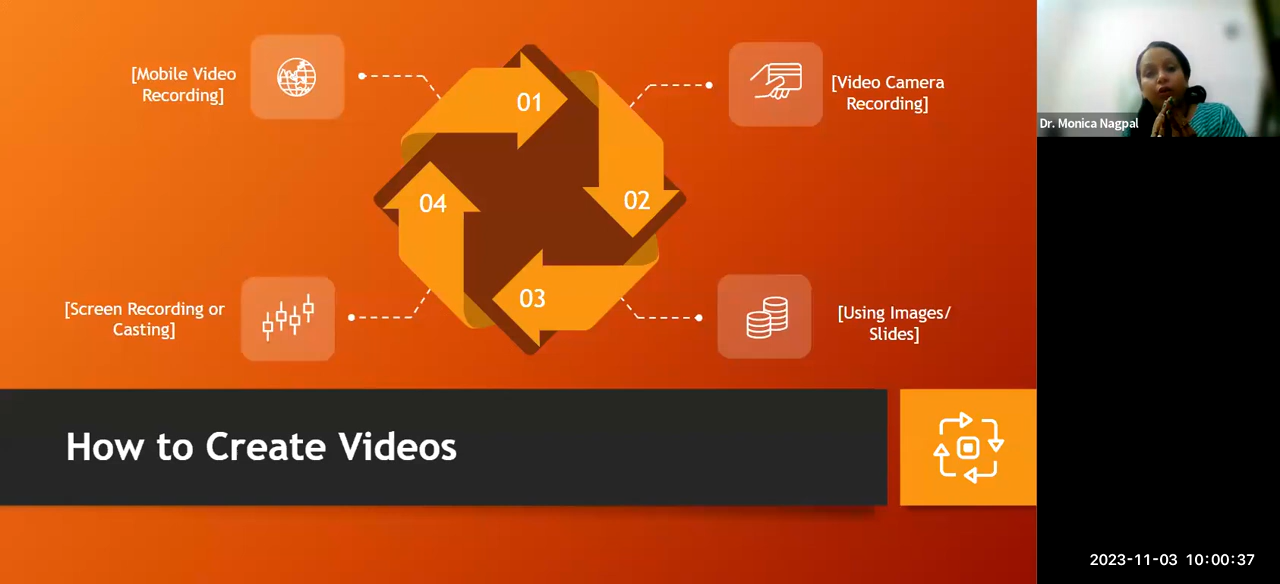 [Mobile Video
Recording]
01
[Video Camera
Recording]
02
04
03
[Screen Recording or
Casting]
[Using Images/
Slides]
How to Create Videos
Dr. Monica Nagpal
2023-11-03 10:00:37